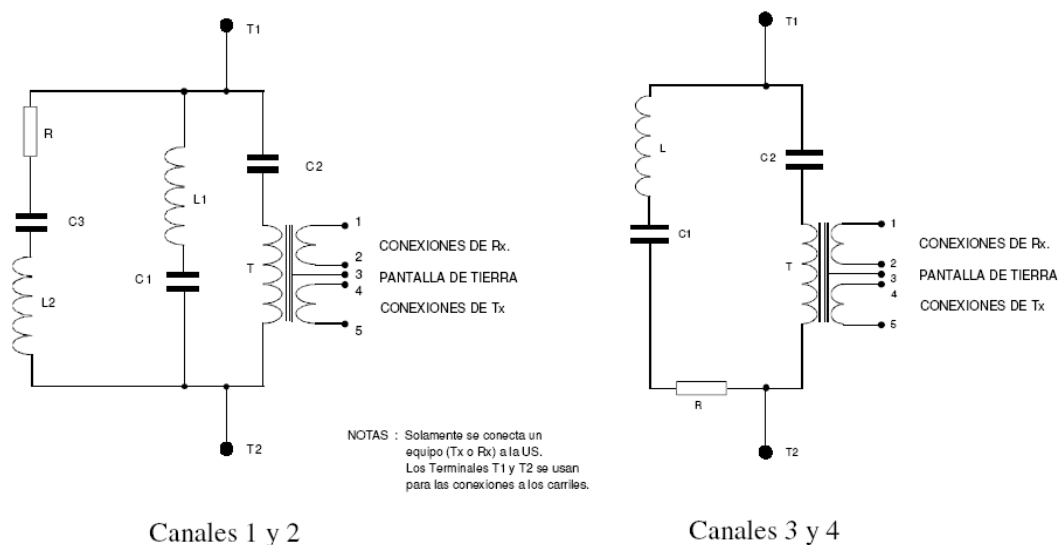 T1
R
C3
L2
L1
C1
C2
T
1
2
3
4
5
CONEXIONES DE Rx.
PANTALLA DE TIERRA
CONEXIONES DE Tx
T2
T1
L
C1
C2
T
R
1
2
3
4
5
CONEXIONES DE Rx.
PANTALLA DE TIERRA
CONEXIONES DE Tx
T2
NOTAS : Solamente se conecta un
equipo (Tx o Rx) a la US.
Los Terminales T1 y T2 se usan
para las conexiones a los carriles.
Canales 1 y 2
Canales 3 y 4